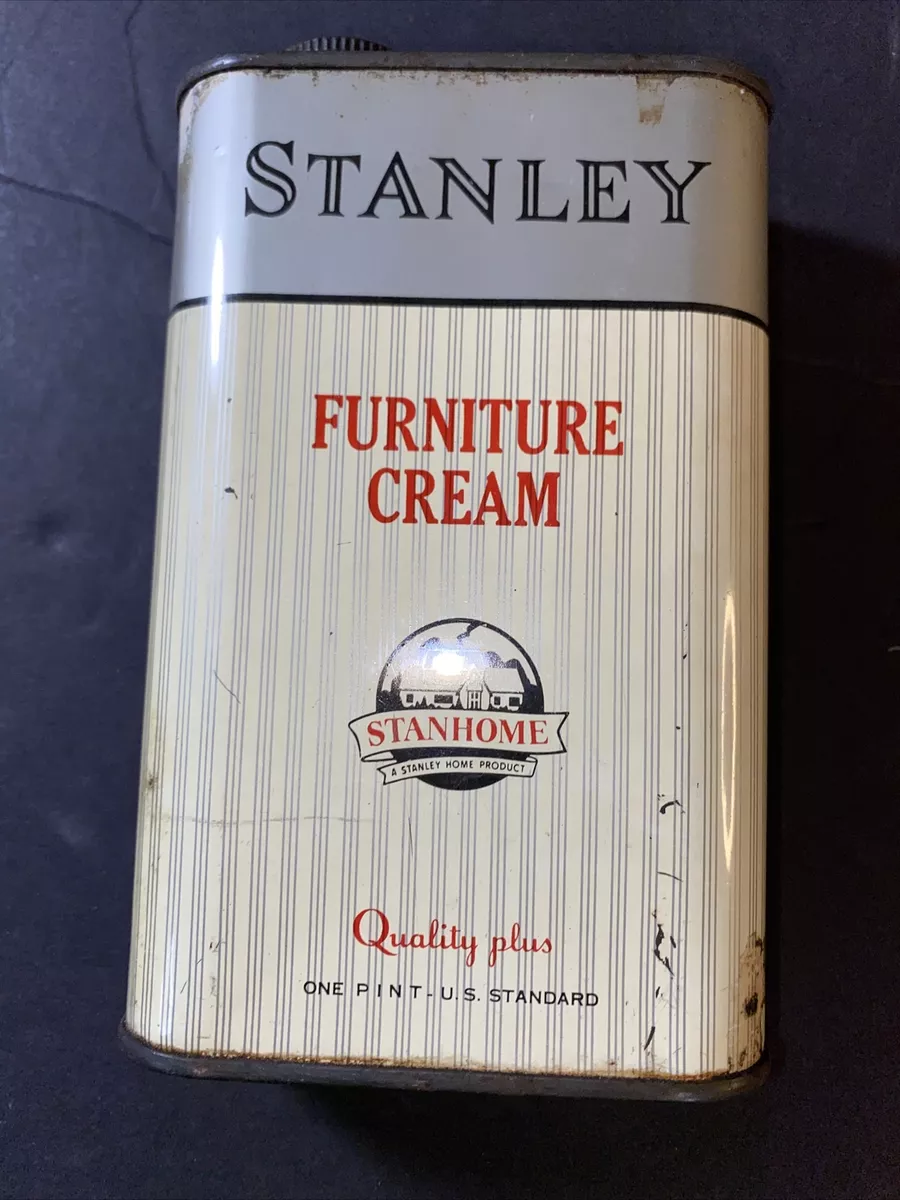 STANLEY
FURNITURE
CREAM
STANHOME
A STANLEY HOME PRODUCT
Quality plus
ONE PINT - U.S. STANDARD